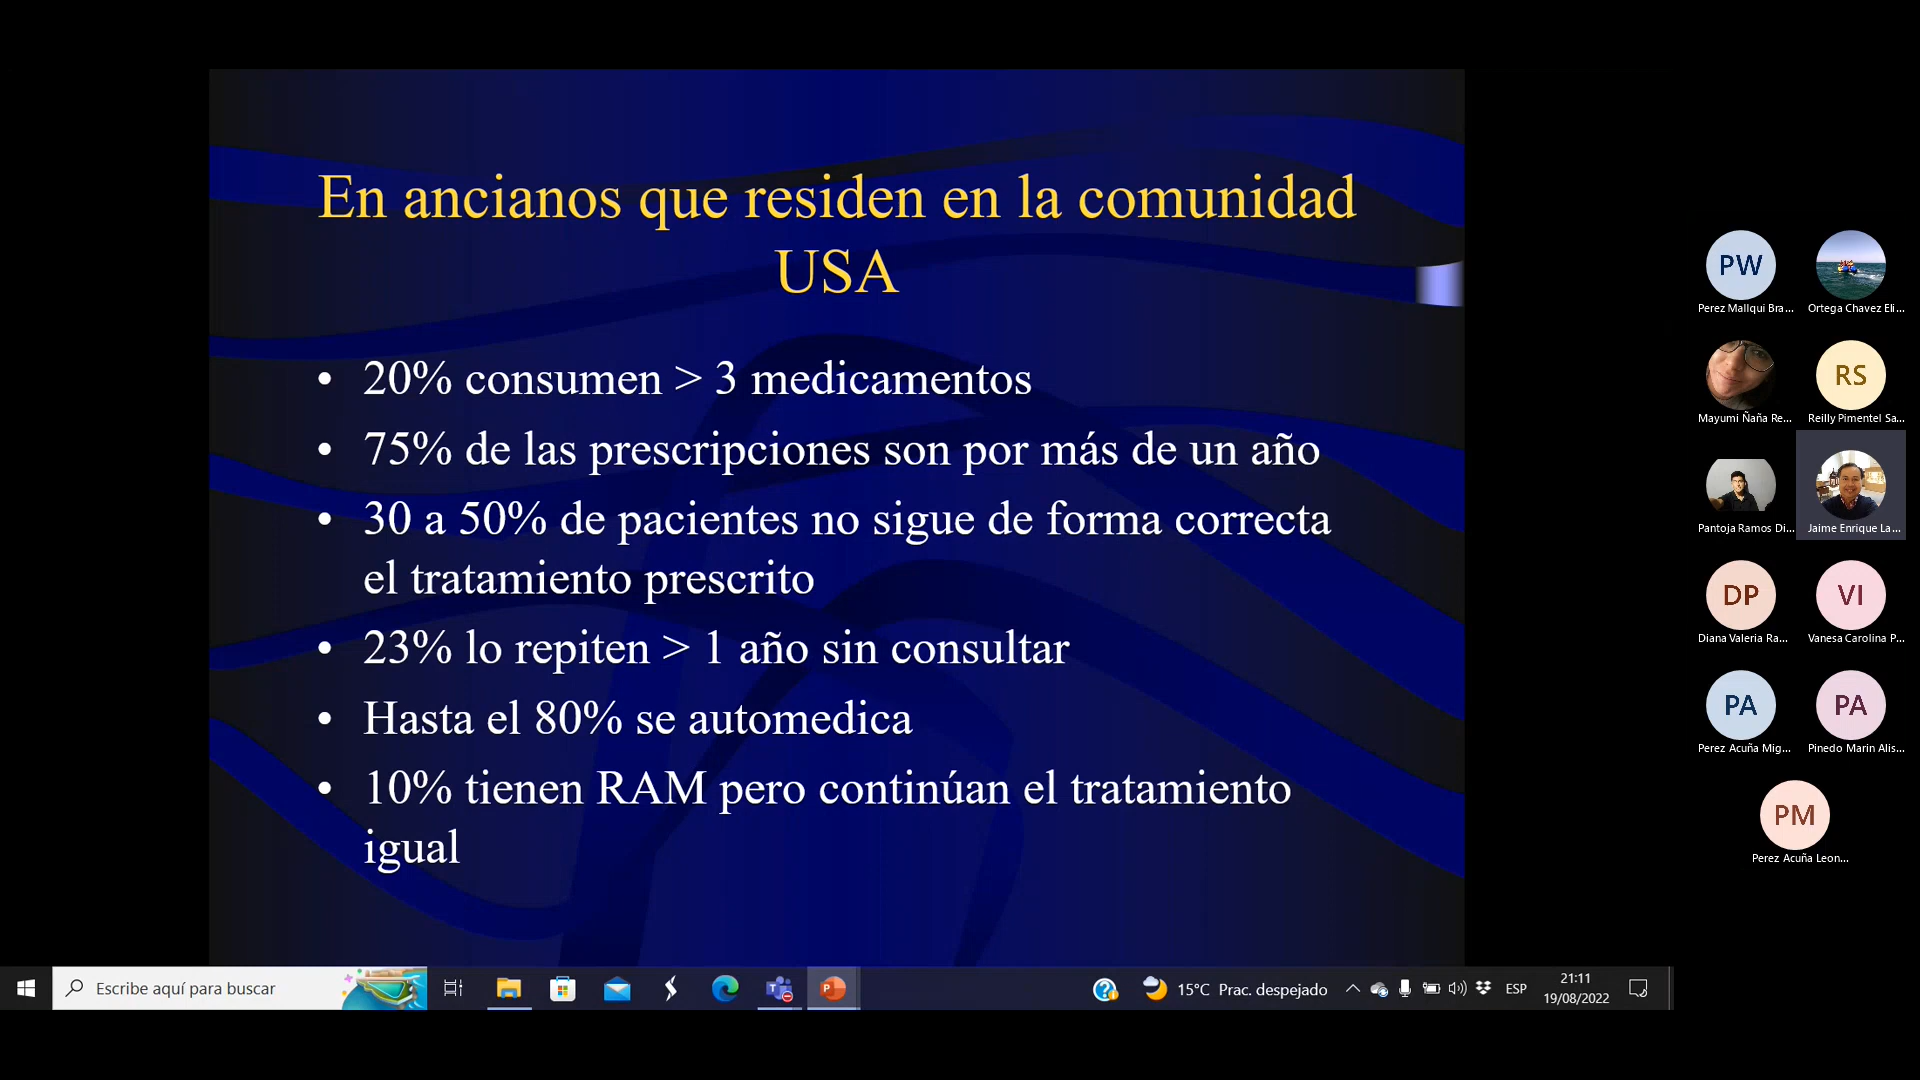 En ancianos que residen en la comunidad
USA
• 20% consumen > 3 medicamentos
• 75% de las prescripciones son por más de un año
• 30 a 50% de pacientes no sigue de forma correcta
el tratamiento prescrito
• 23% lo repiten > 1 año sin consultar
• Hasta el 80% se automedica
• 10% tienen RAM pero continúan el tratamiento
igual
PW
Perez Mallqui Bra...
Ortega Chavez Eli...
Mayumi Ñaña Re...
RS
Reilly Pimentel Sa...
Pantoja Ramos Di...
Jaime Enrique La...
DP
Diana Valeria Ra...
VI
Vanesa Carolina P...
PA
Perez Acuña Mig...
PA
Pinedo Marin Alis...
PM
Perez Acuña Leon...
Escribe aquí para buscar
15°C Prac. despejado
ESP
21:11
19/08/2022